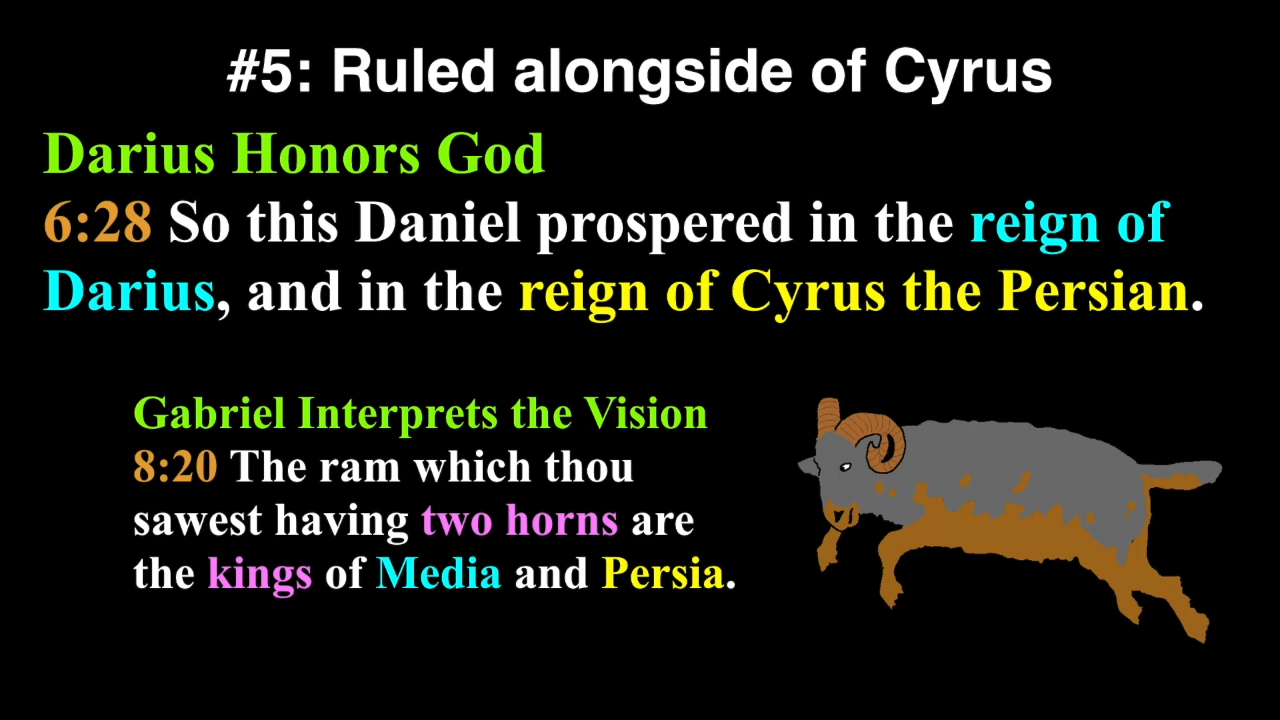 #5: Ruled alongside of Cyrus
Darius Honors God
6:28 So this Daniel prospered in the reign of
Darius, and in the reign of Cyrus the Persian.
Gabriel Interprets the Vision
8:20 The ram which thou
sawest having two horns are
the kings of Media and Persia.